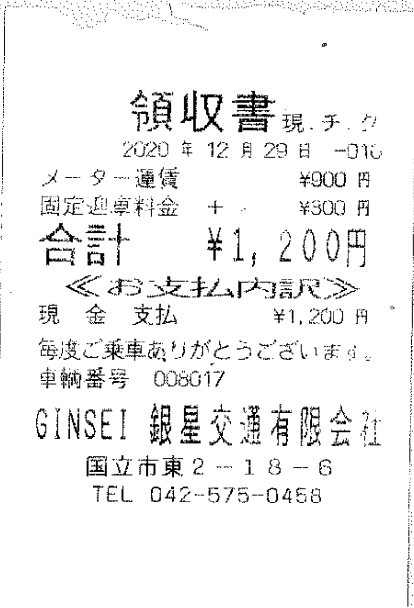 領収書 現.チ.ク
2020 年 12 月 29 日 -010
メーター運賃 ¥900 円
固定迎車料金 + ¥300 円
合計 ¥1,200円
≪お支払内訳≫
現 金 支払 ¥1,200 円
毎度ご乗車ありがとうございます。
車輌番号 008017
GINSEI 銀星交通有限会社
国立市東2-18-6
TEL 042-575-0458